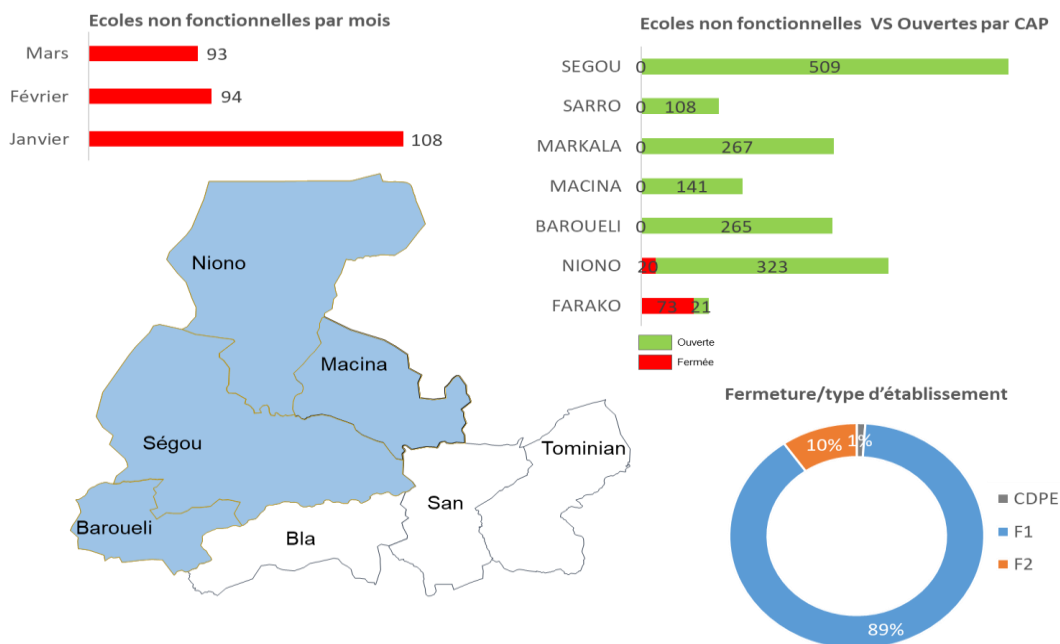 Ecoles non fonctionnelles par mois
Mars 93
Février 94
Janvier 108
Ecoles non fonctionnelles VS Ouvertes par CAP
SEGOU 0 509
SARRO 0 108
MARKALA 0 267
MACINA 0 141
BAROUELI 0 265
NIONO 20 323
FARAKO 73 21
Ouverte
Fermée
Niono
Macina
Ségou
Tominian
San
Baroueli
Bla
Fermeture/type d’établissement
10% 1%
CDPE
F1
F2
89%